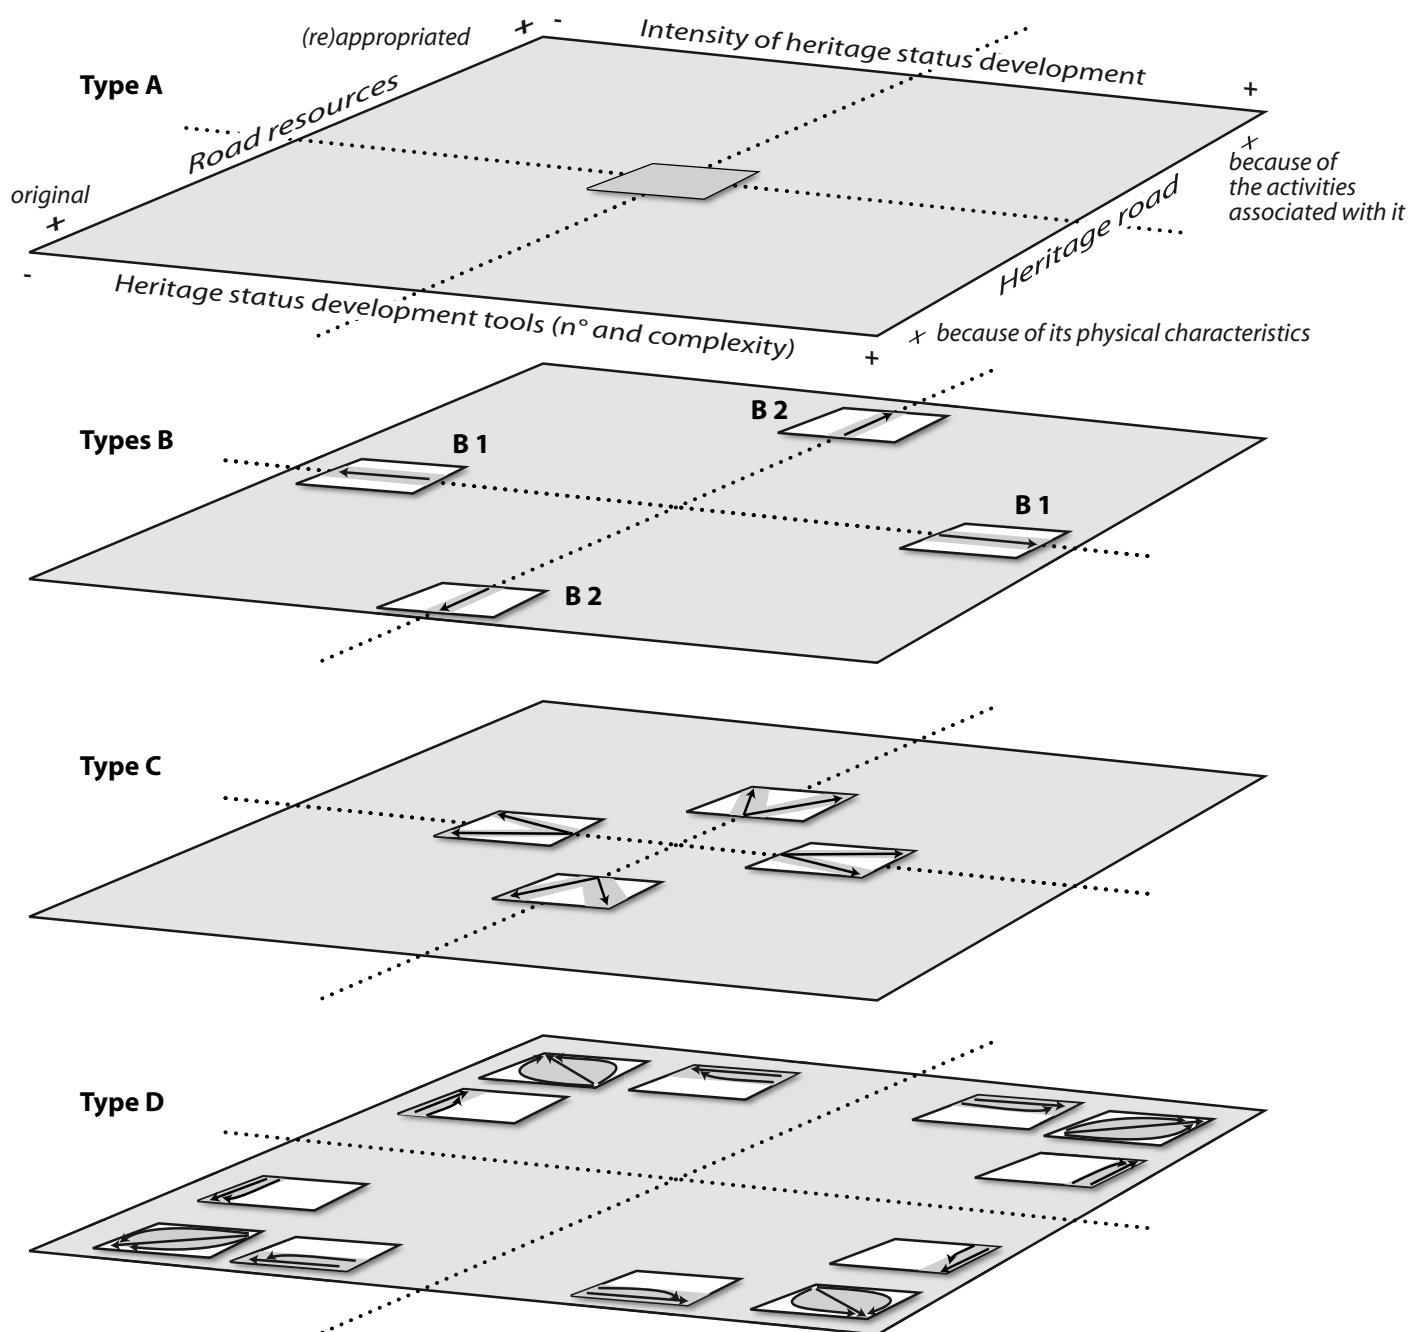 (re)appropriated
+ -
Intensity of heritage status development
+
Type A
Road resources
original
+
-
+
because of
the activities
associated with it
Heritage road
Heritage status development tools (n° and complexity)
+
+ because of its physical characteristics
Types B
B 2
B 1
B 1
B 2
Type C
Type D